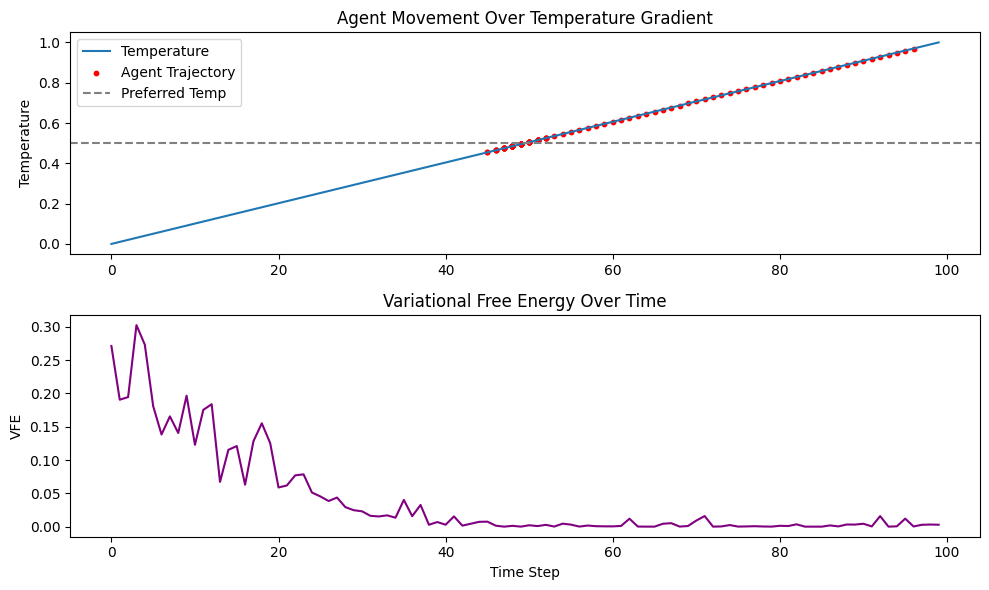 Agent Movement Over Temperature Gradient
Temperature
1.0
0.8
0.6
0.4
0.2
0.0
Temperature
Agent Trajectory
Preferred Temp
0 20 40 60 80 100
Variational Free Energy Over Time
VFE
0.30
0.25
0.20
0.15
0.10
0.05
0.00
0 20 40 60 80 100
Time Step